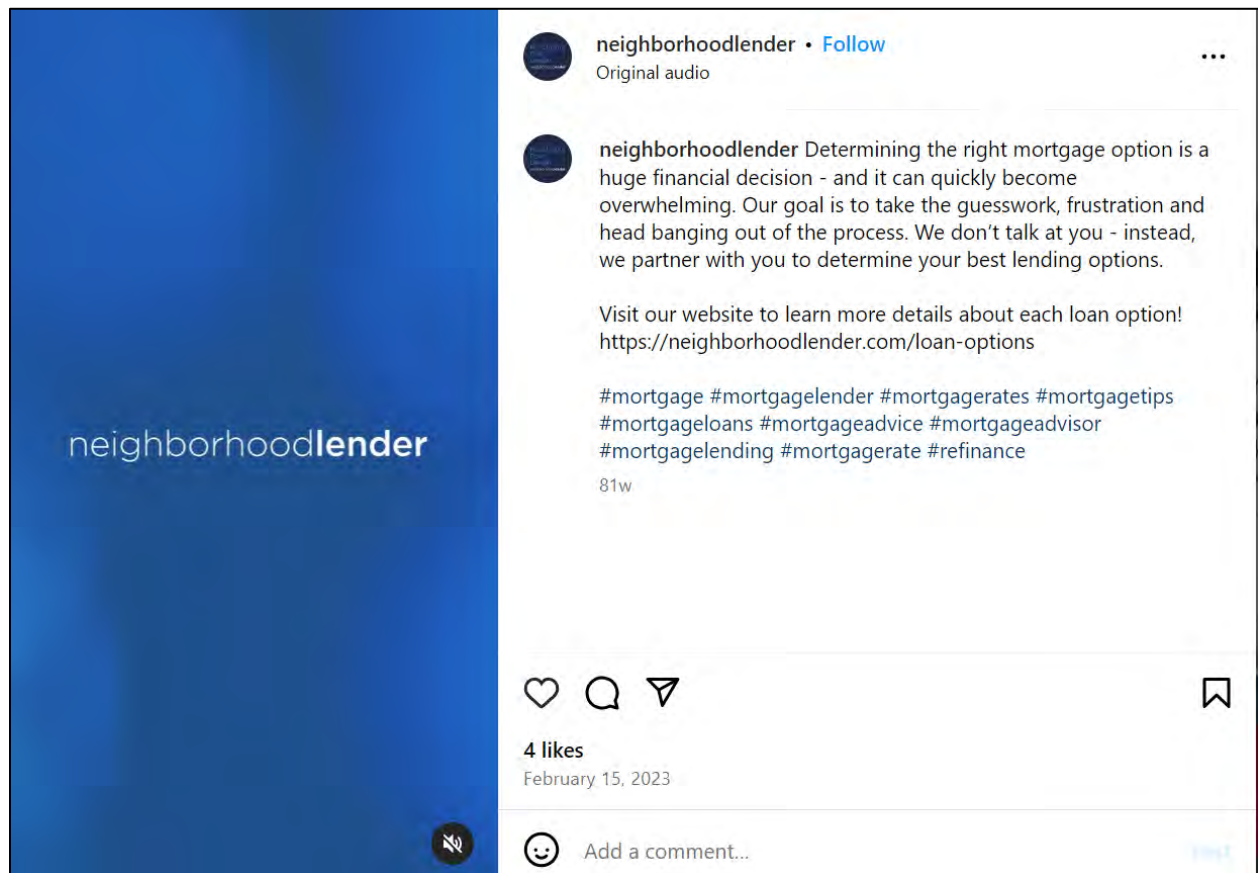 neighborhoodlender • Follow
Original audio
neighborhoodlender Determining the right mortgage option is a
huge financial decision - and it can quickly become
overwhelming. Our goal is to take the guesswork, frustration and
head banging out of the process. We don't talk at you - instead,
we partner with you to determine your best lending options.
Visit our website to learn more details about each loan option!
https://neighborhoodlender.com/loan-options
#mortgage #mortgagelender #mortgagerates #mortgagetips
#mortgageloans #mortgageadvice #mortgageadvisor
#mortgagelending #mortgagerate #refinance
81w
neighborhoodlender
4 likes
February 15, 2023
Add a comment...
Post